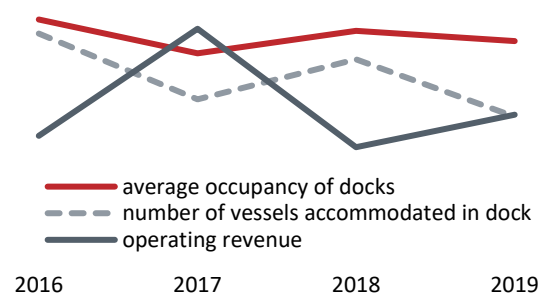 average occupancy of docks
number of vessels accommodated in dock
operating revenue
2016 2017 2018 2019